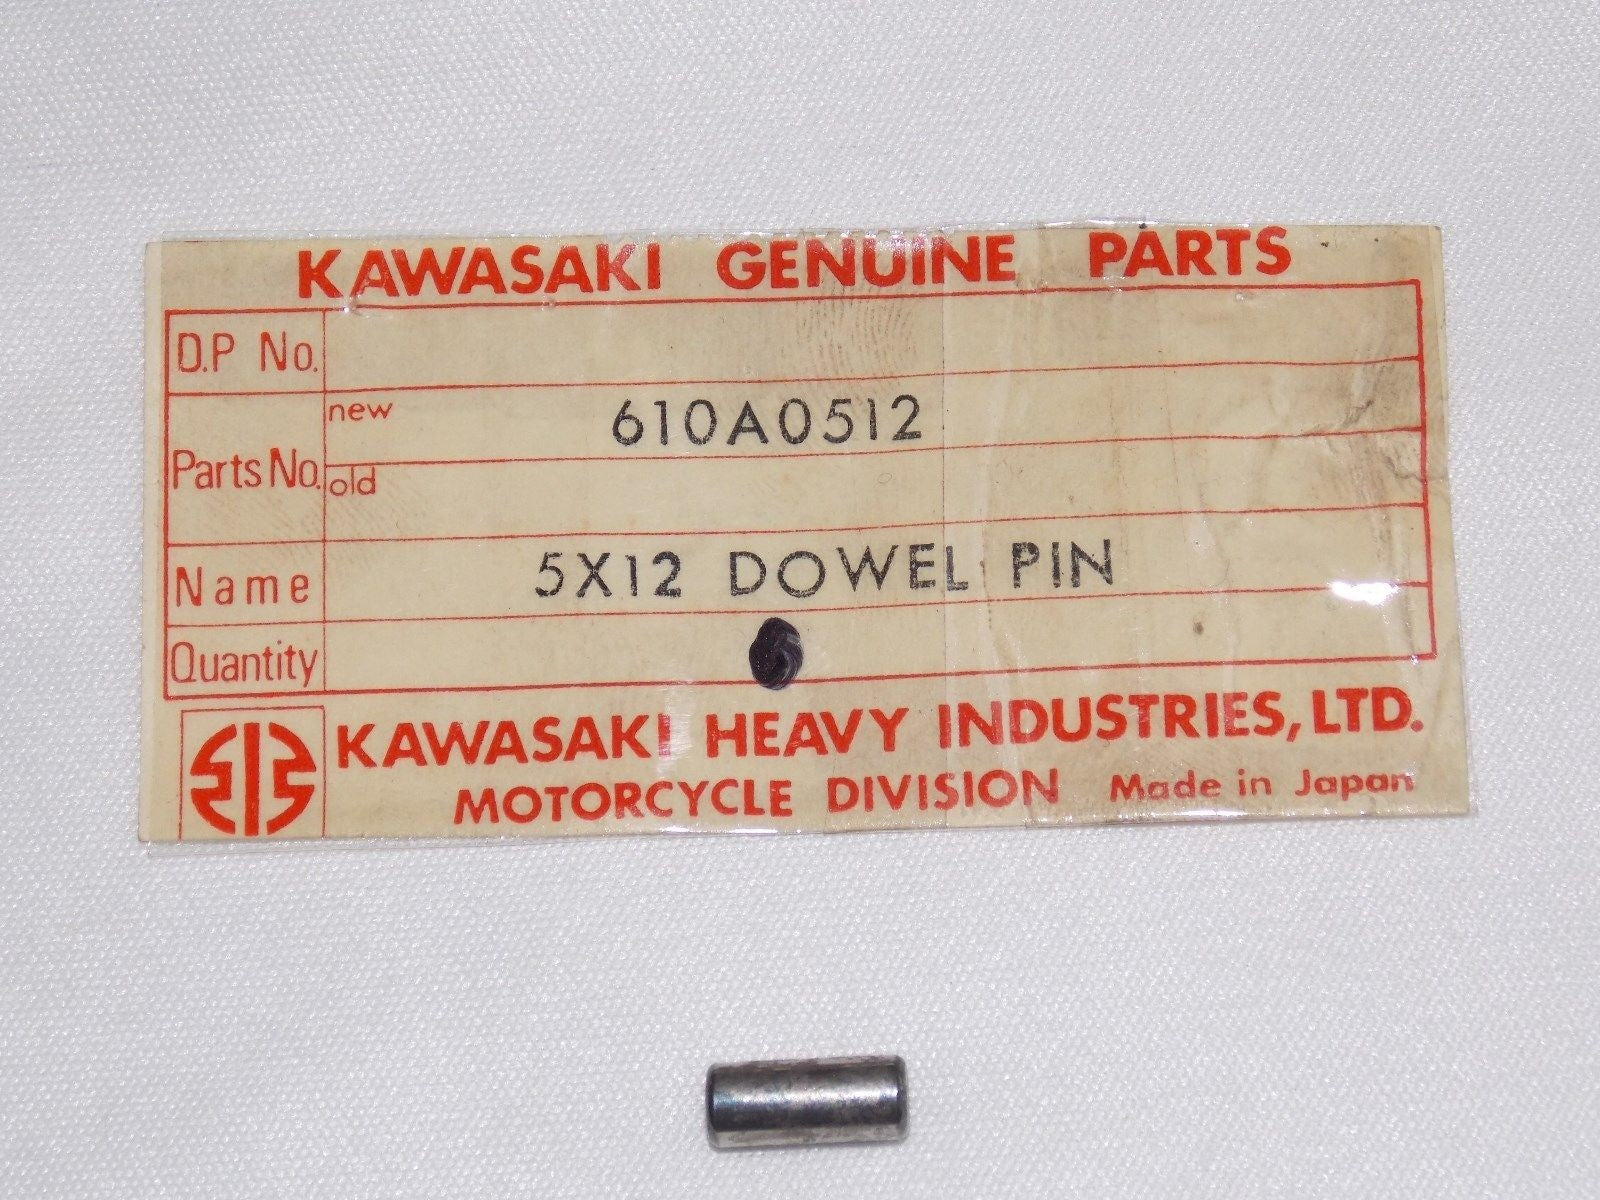 KAWASAKI GENUINE PARTS
D.P No.
Parts No.
new 610A0512
old
Name 5X12 DOWEL PIN
Quantity
KAWASAKI HEAVY INDUSTRIES, LTD.
MOTORCYCLE DIVISION Made in Japan